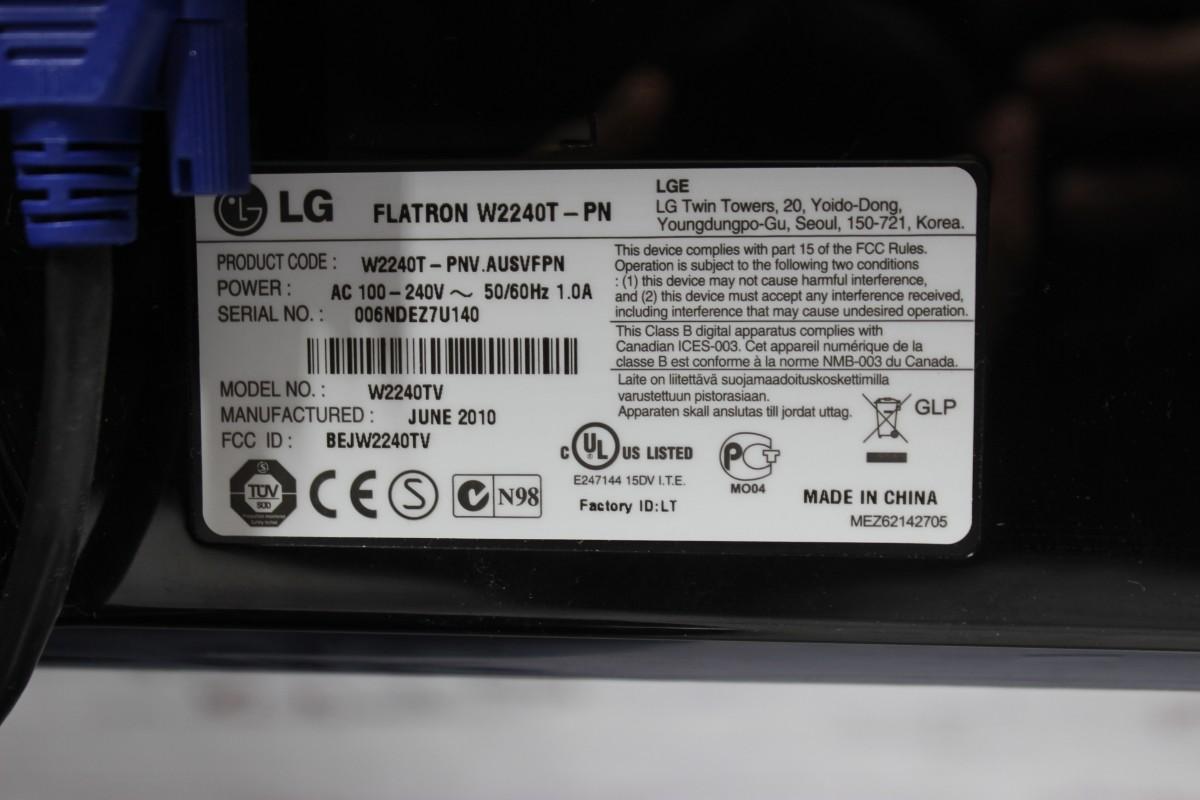 LG FLATRON W2240T-PN
LGE
LG Twin Towers, 20, Yoido-Dong,
Youngdungpo-Gu, Seoul, 150-721, Korea.
PRODUCT CODE : W2240T-PNV.AUSVFPN
POWER : AC 100-240V ~ 50/60Hz 1.0A
SERIAL NO. : 006NDEZ7U140
MODEL NO. : W2240TV
MANUFACTURED : JUNE 2010
FCC ID : BEJW2240TV
This device complies with part 15 of the FCC Rules.
Operation is subject to the following two conditions
: (1) this device may not cause harmful interference,
and (2) this device must accept any interference received,
including interference that may cause undesired operation.
This Class B digital apparatus complies with
Canadian ICES-003. Cet appareil numérique de la
classe B est conforme à la norme NMB-003 du Canada.
Laite on liitettävä suojamaadoituskoskettimilla
varustettuun pistorasiaan.
Apparaten skall anslutas till jordat uttag.
GLP
TÜV
SÜD
CE
S
N98
C UL US LISTED
E247144 15DV I.T.E.
Factory ID:LT
PCT
MO04
MADE IN CHINA
MEZ62142705